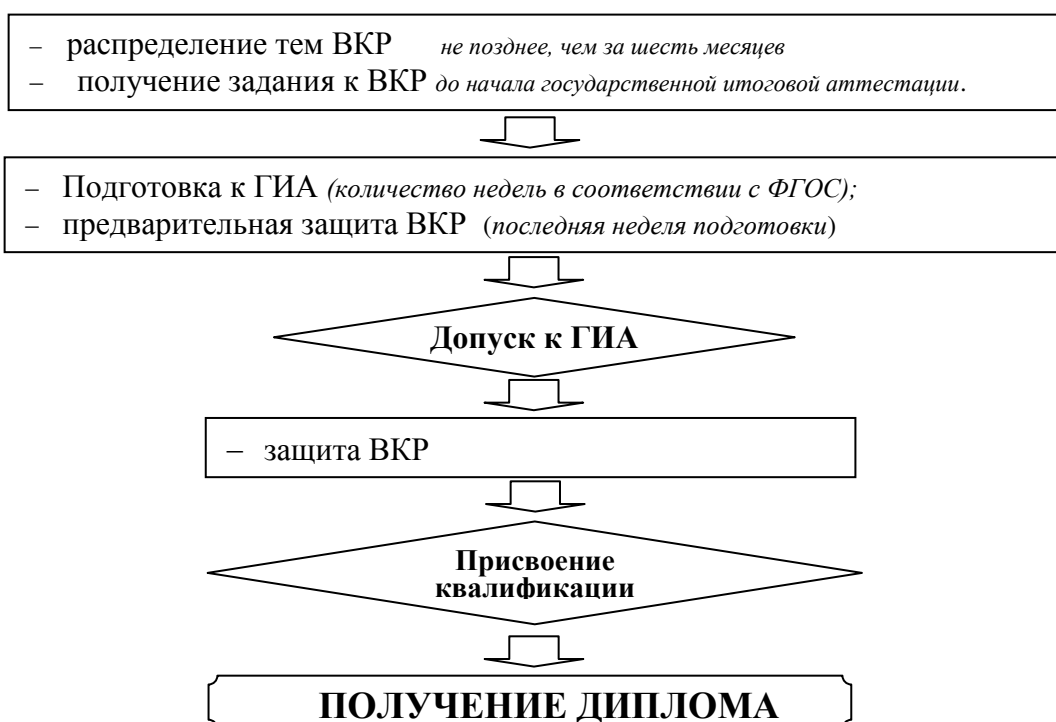 – распределение тем ВКР не позднее, чем за шесть месяцев
– получение задания к ВКР до начала государственной итоговой аттестации.
– Подготовка к ГИА (количество недель в соответствии с ФГОС);
– предварительная защита ВКР (последняя неделя подготовки)
Допуск к ГИА
– защита ВКР
Присвоение
квалификации
ПОЛУЧЕНИЕ ДИПЛОМА